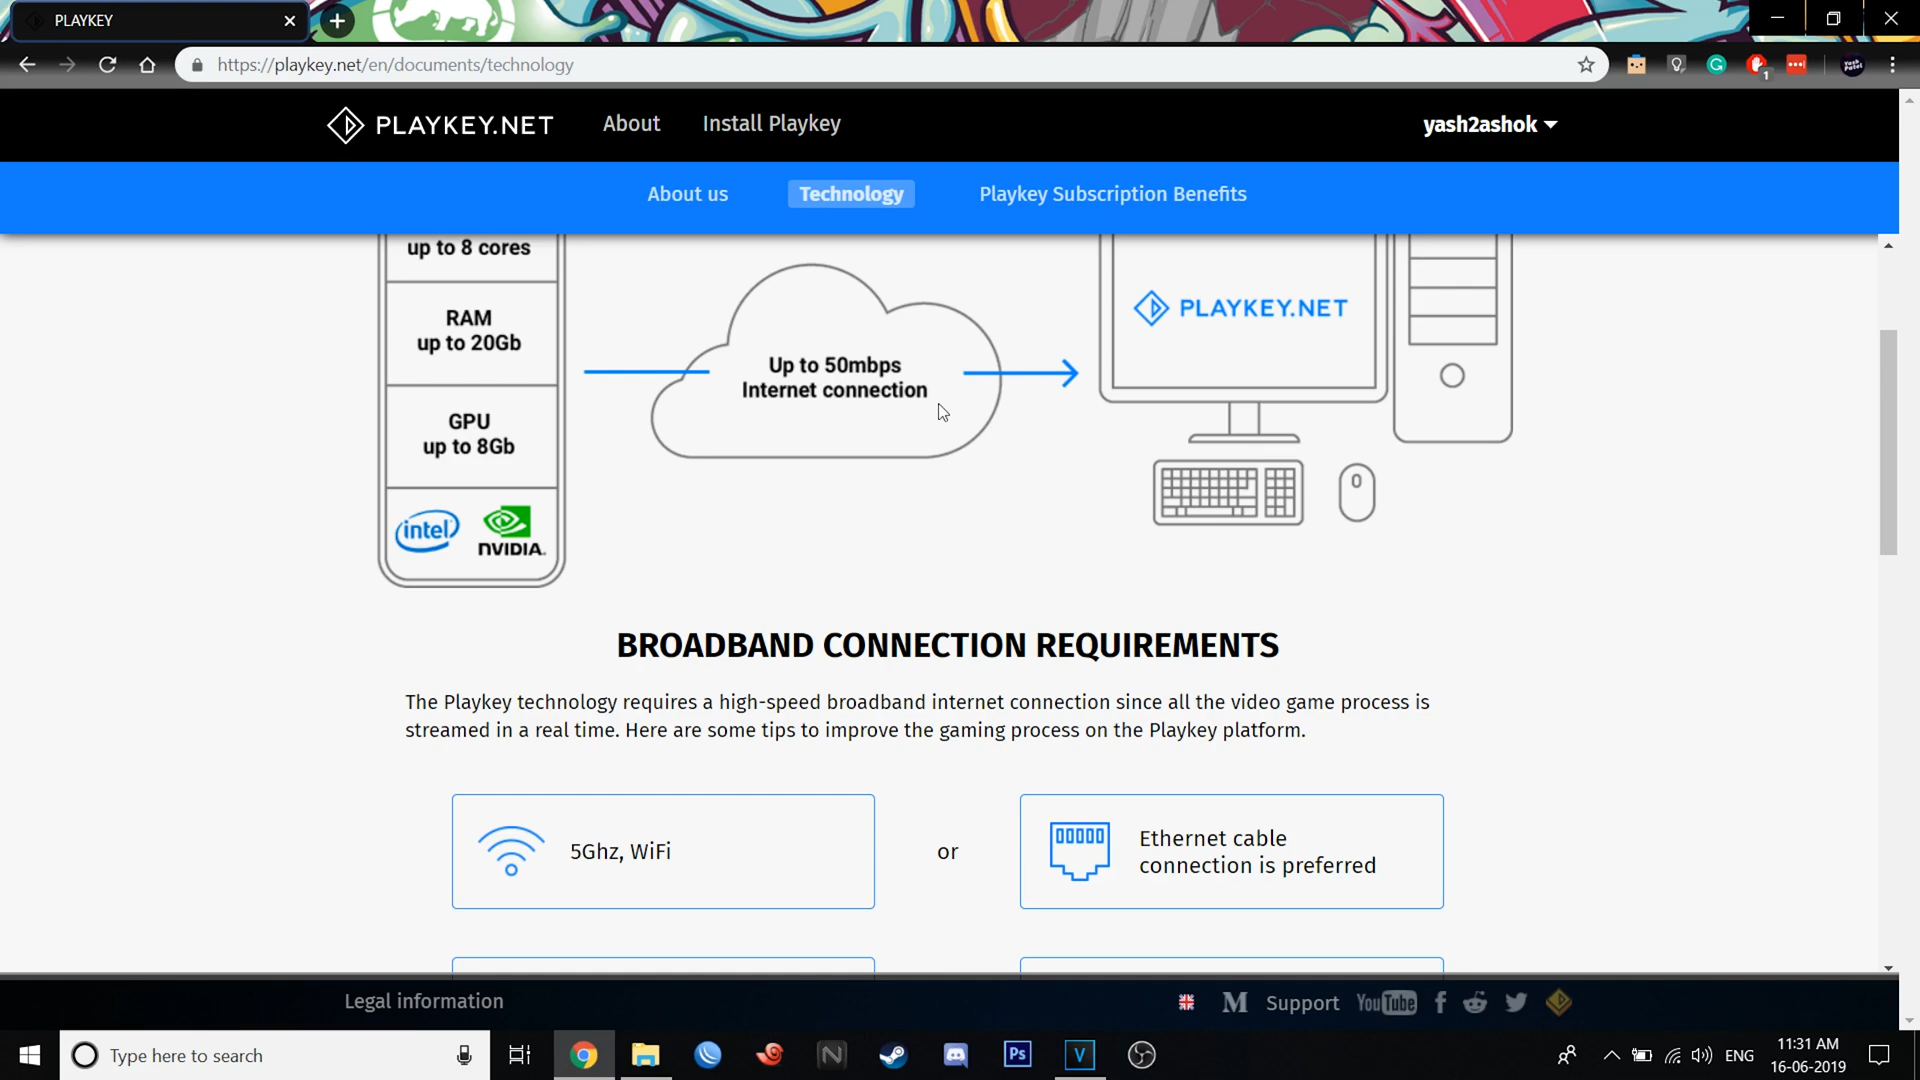 PLAYKEY
https://playkey.net/en/documents/technology
1
PLAYKEY.NET
About
Install Playkey
yash2ashok
About us
Technology
Playkey Subscription Benefits
up to 8 cores
RAM
up to 20Gb
GPU
up to 8Gb
intel
NVIDIA.
Up to 50mbps
Internet connection
PLAYKEY.NET
BROADBAND CONNECTION REQUIREMENTS
The Playkey technology requires a high-speed broadband internet connection since all the video game process is
streamed in a real time. Here are some tips to improve the gaming process on the Playkey platform.
5Ghz, WiFi
or
Ethernet cable
connection is preferred
Legal information
M
Support
YouTube
Type here to search
N
Ps
V
ENG
11:31 AM
16-06-2019